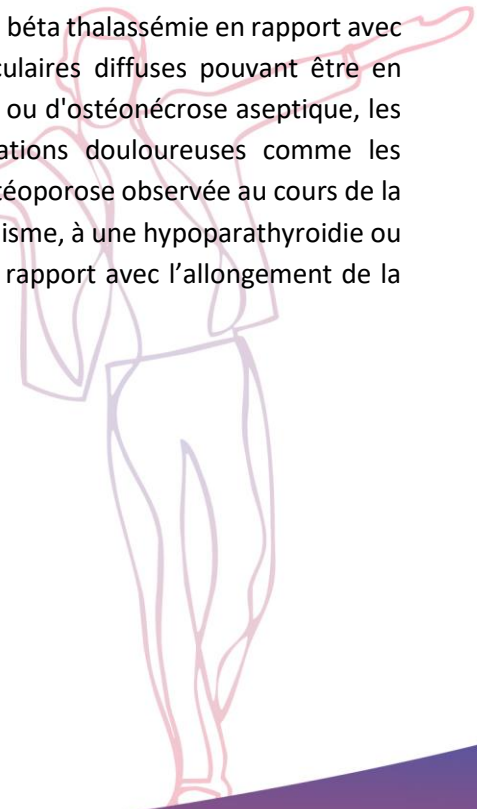 béta thalassémie en rapport avec
culaires diffuses pouvant être en
ou d'ostéonécrose aseptique, les
ations douloureuses comme les
téoporose observée au cours de la
isme, à une hypoparathyroidie ou
rapport avec l’allongement de la